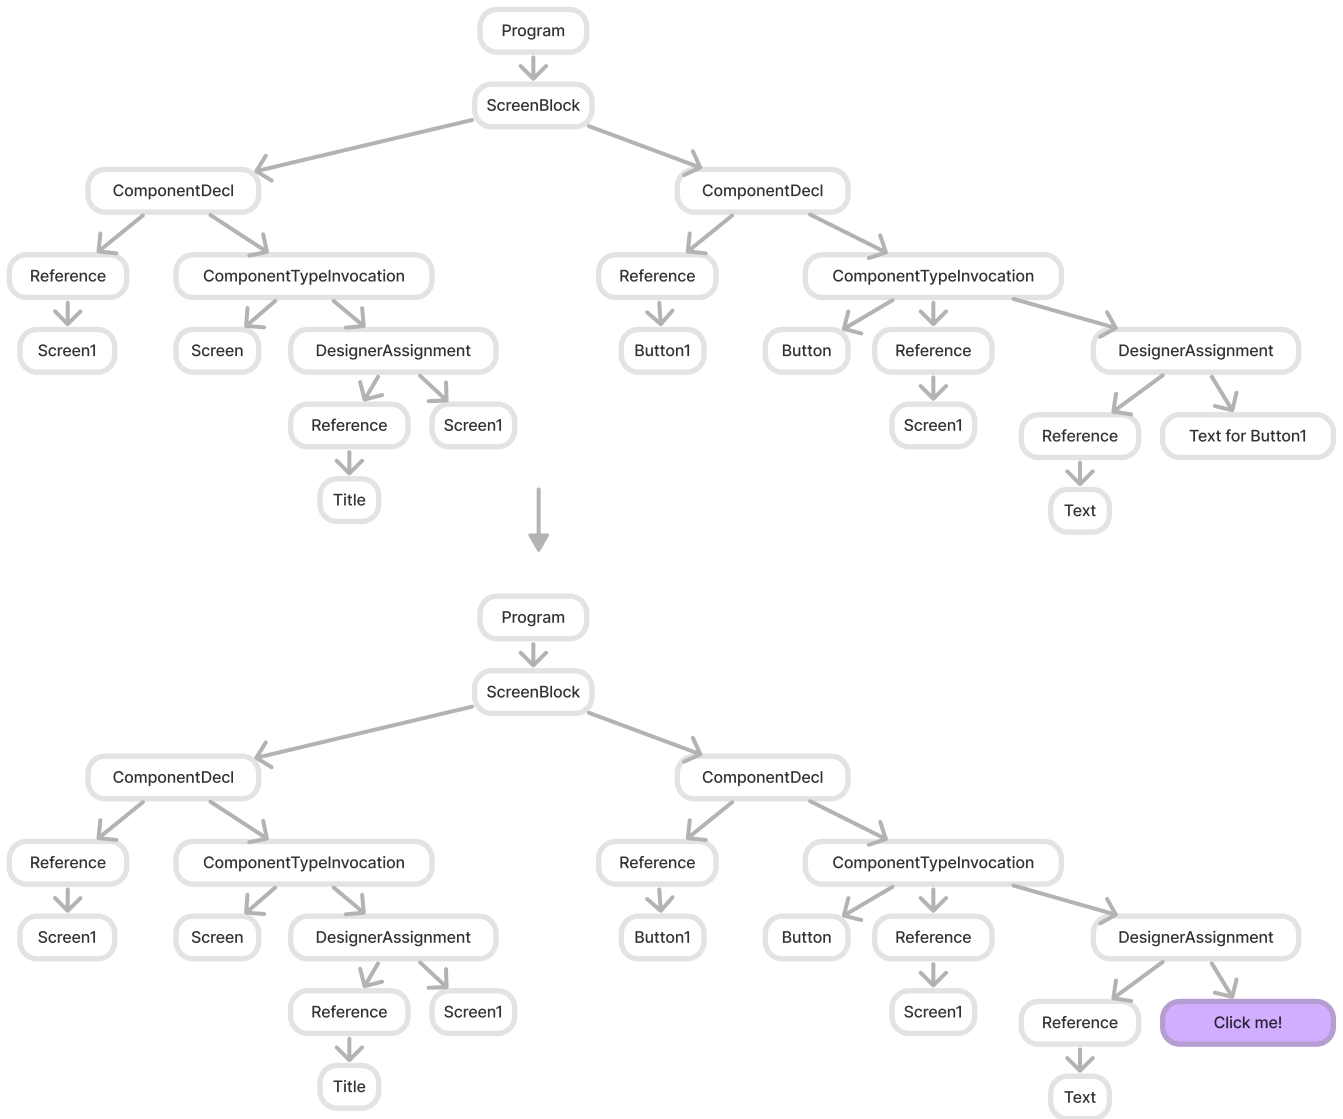 Program
ScreenBlock
ComponentDecl
ComponentDecl
Reference
ComponentTypeInvocation
Reference
ComponentTypeInvocation
Screen1
Screen
DesignerAssignment
Button1
Button
Reference
DesignerAssignment
Reference
Screen1
Screen1
Reference
Text for Button1
Title
Text
Program
ScreenBlock
ComponentDecl
ComponentDecl
Reference
ComponentTypeInvocation
Reference
ComponentTypeInvocation
Screen1
Screen
DesignerAssignment
Button1
Button
Reference
DesignerAssignment
Reference
Screen1
Screen1
Reference
Click me!
Title
Text